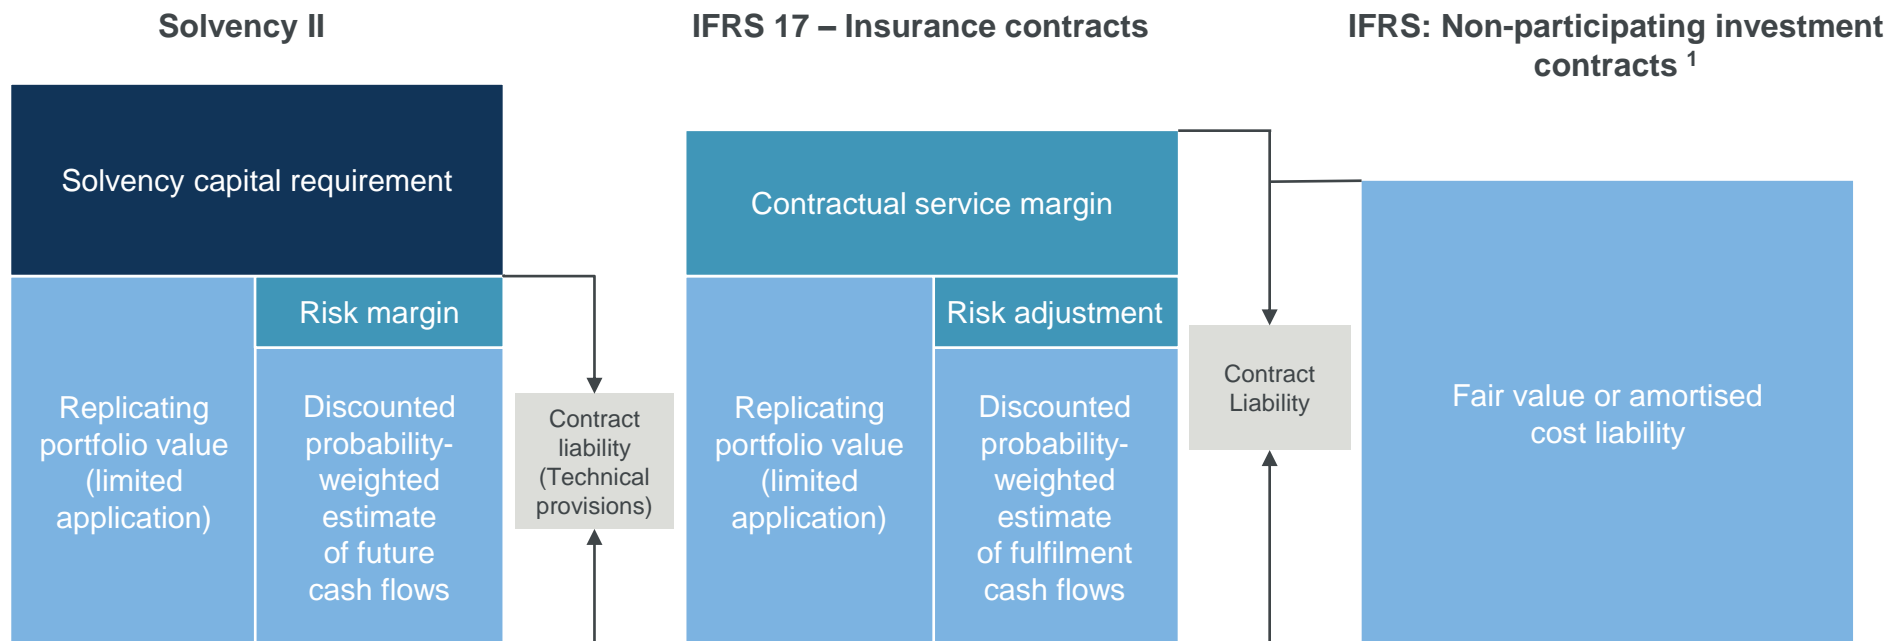 Solvency II
IFRS 17 – Insurance contracts
IFRS: Non-participating investment
contracts 1
Solvency capital requirement
Risk margin
Replicating
portfolio value
(limited
application)
Discounted
probability-
weighted
estimate
of future
cash flows
Contract
liability
(Technical
provisions)
Contractual service margin
Risk adjustment
Replicating
portfolio value
(limited
application)
Discounted
probability-
weighted
estimate
of fulfilment
cash flows
Contract
Liability
Fair value or amortised
cost liability